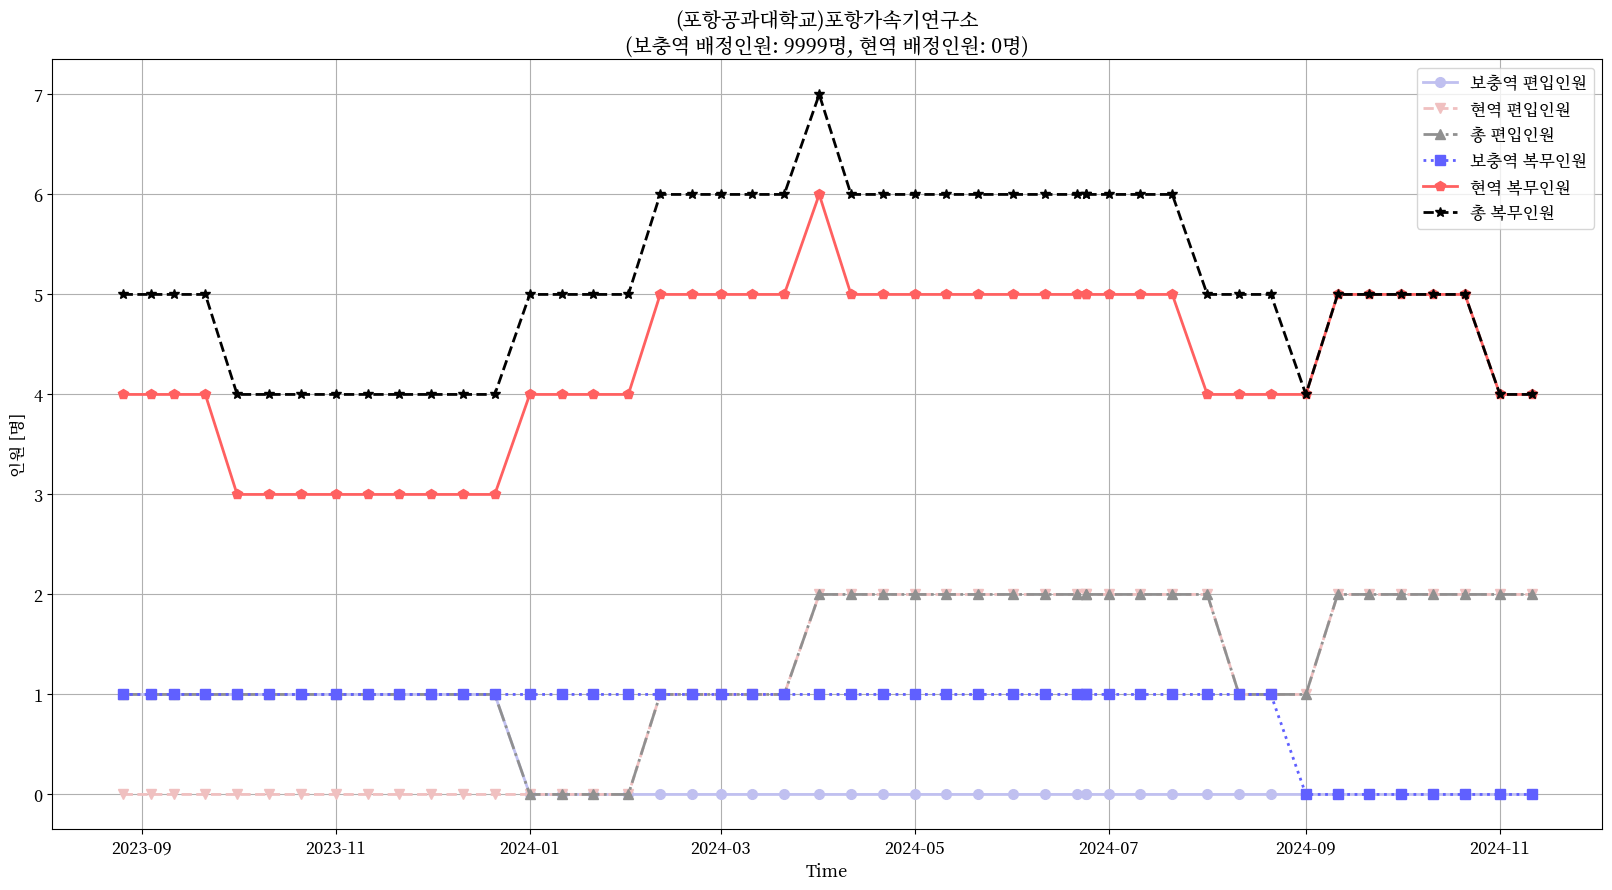 (포항공과대학교)포항가속기연구소
(보충역 배정인원: 9999명, 현역 배정인원: 0명)
보충역 편입인원
현역 편입인원
총 편입인원
보충역 복무인원
현역 복무인원
총 복무인원
인원 [명]
7
6
5
4
3
2
1
0
2023-09
2023-11
2024-01
2024-03
2024-05
2024-07
2024-09
2024-11
Time